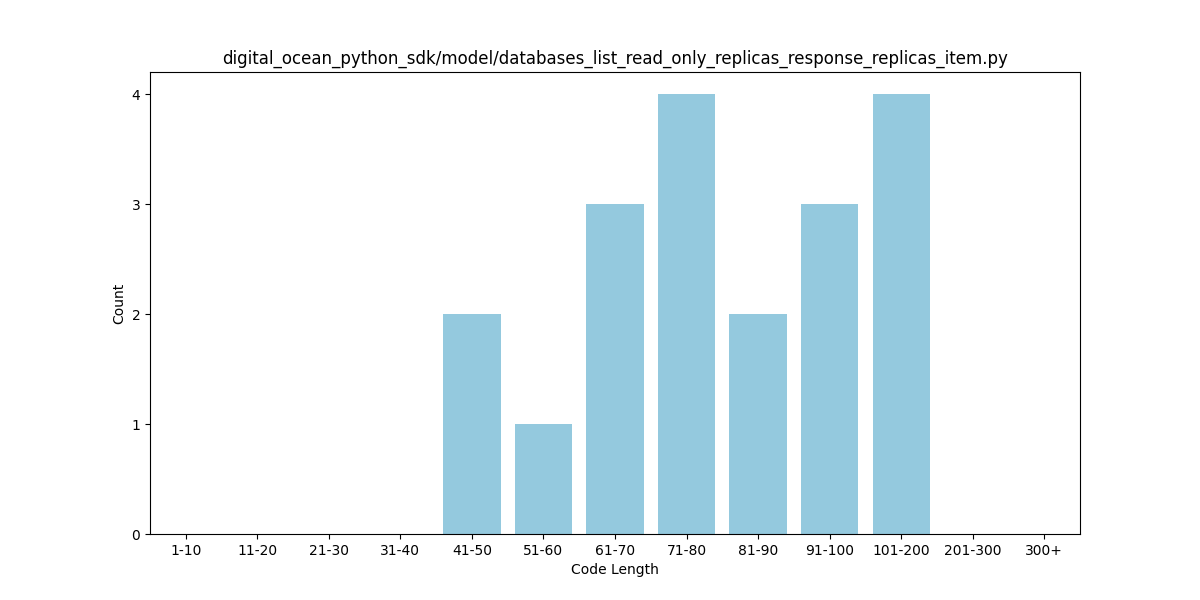 digital_ocean_python_sdk/model/databases_list_read_only_replicas_response_replicas_item.py
4
3
2
1
0
Count
1-10 11-20 21-30 31-40 41-50 51-60 61-70 71-80 81-90 91-100 101-200 201-300 300+
Code Length